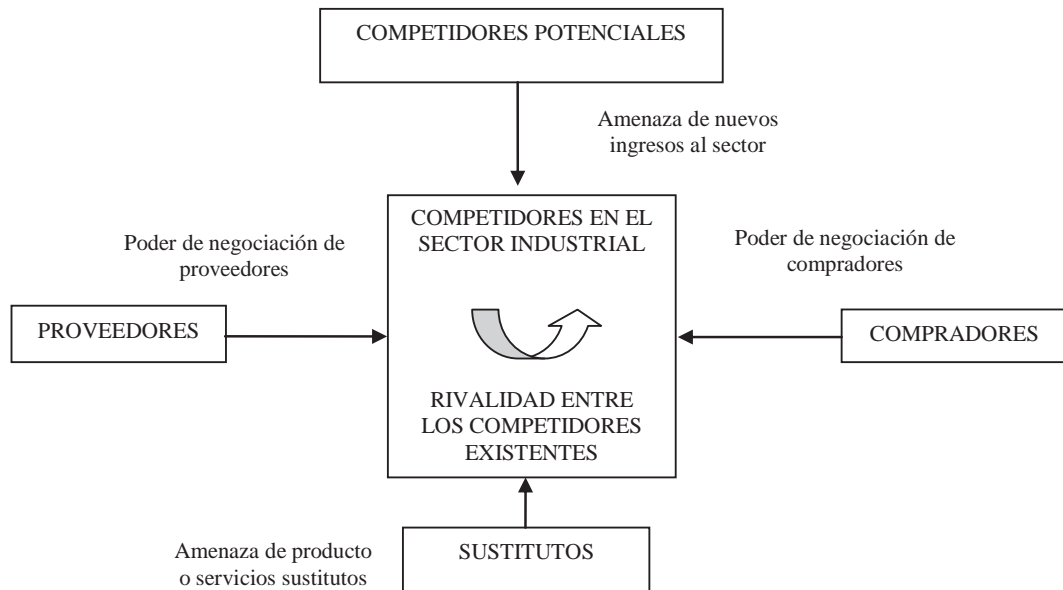 COMPETIDORES POTENCIALES
Amenaza de nuevos
ingresos al sector
COMPETIDORES EN EL
SECTOR INDUSTRIAL
Poder de negociación de
proveedores
Poder de negociación de
compradores
PROVEEDORES
COMPRADORES
RIVALIDAD ENTRE
LOS COMPETIDORES
EXISTENTES
Amenaza de producto
o servicios sustitutos
SUSTITUTOS